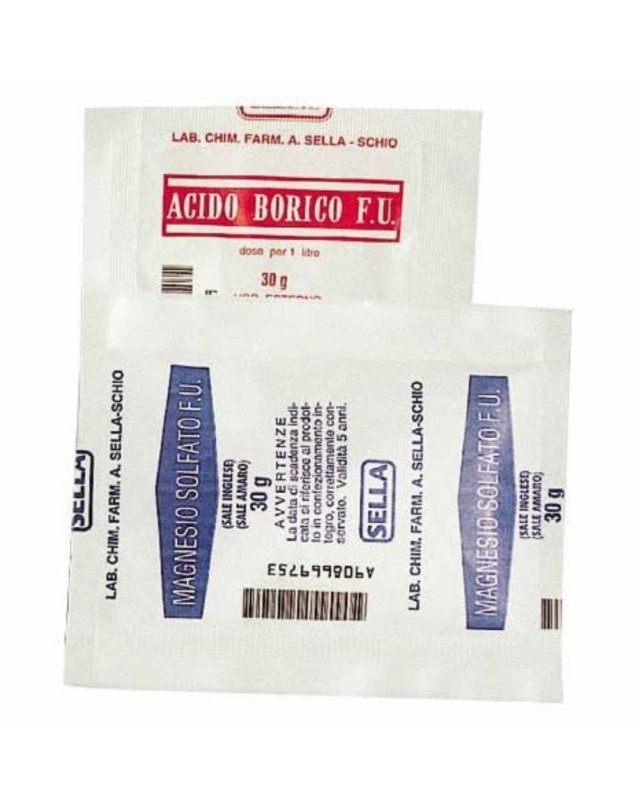 LAB. CHIM. FARM. A. SELLA - SCHIO
ACIDO BORICO F.U.
dose per 1 litro
30 g
USO ESTERNO
SELLA
LAB. CHIM. FARM. A. SELLA-SCHIO
MAGNESIO SOLFATO F.U.
(SALE INGLESE)
(SALE AMARO)
30 g
AVVERTENZE
La data di scadenza indi-
cata si riferisce al prodot-
to in confezionamento in-
tegro, correttamente con-
servato. Validità 5 anni.
SELLA
A908669753
LAB. CHIM. FARM. A. SELLA-SCHIO
MAGNESIO SOLFATO F.U.
(SALE INGLESE)
(SALE AMARO)
30 g